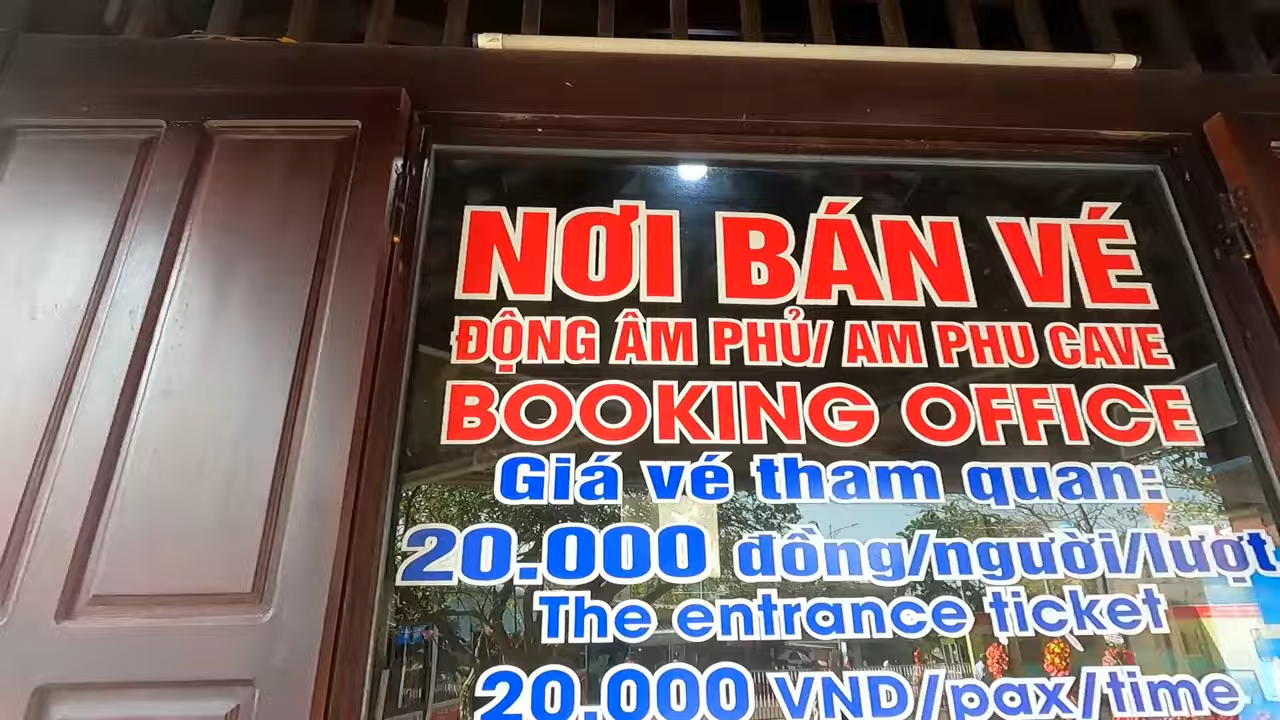 NƠI BÁN VÉ
ĐỘNG ÂM PHỦ/ AM PHU CAVE
BOOKING OFFICE
Giá vé tham quan:
20.000 đồng/người/lượt
The entrance ticket
20.000 VND/pax/time